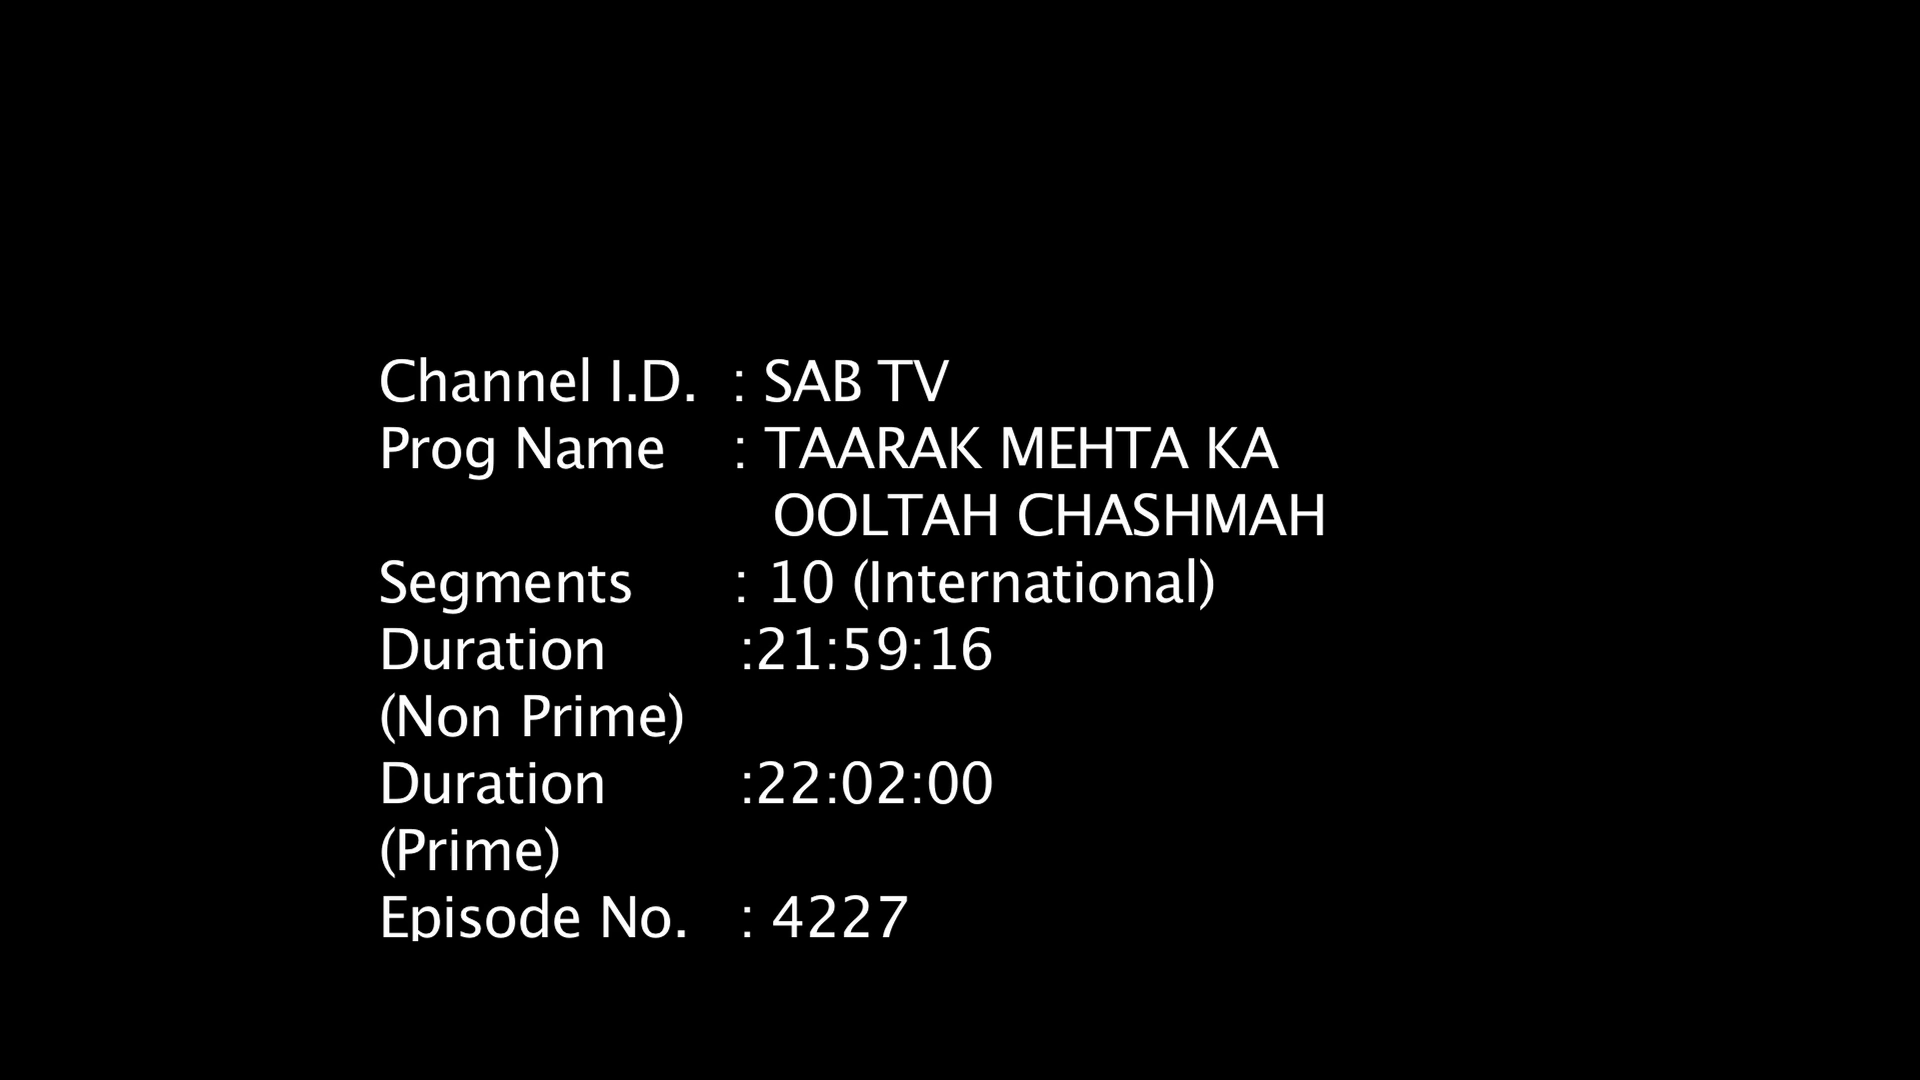 Channel I.D. : SAB TV
Prog Name : TAARAK MEHTA KA
OOLTAH CHASHMAH
Segments : 10 (International)
Duration :21:59:16
(Non Prime)
Duration :22:02:00
(Prime)
Episode No. : 4227